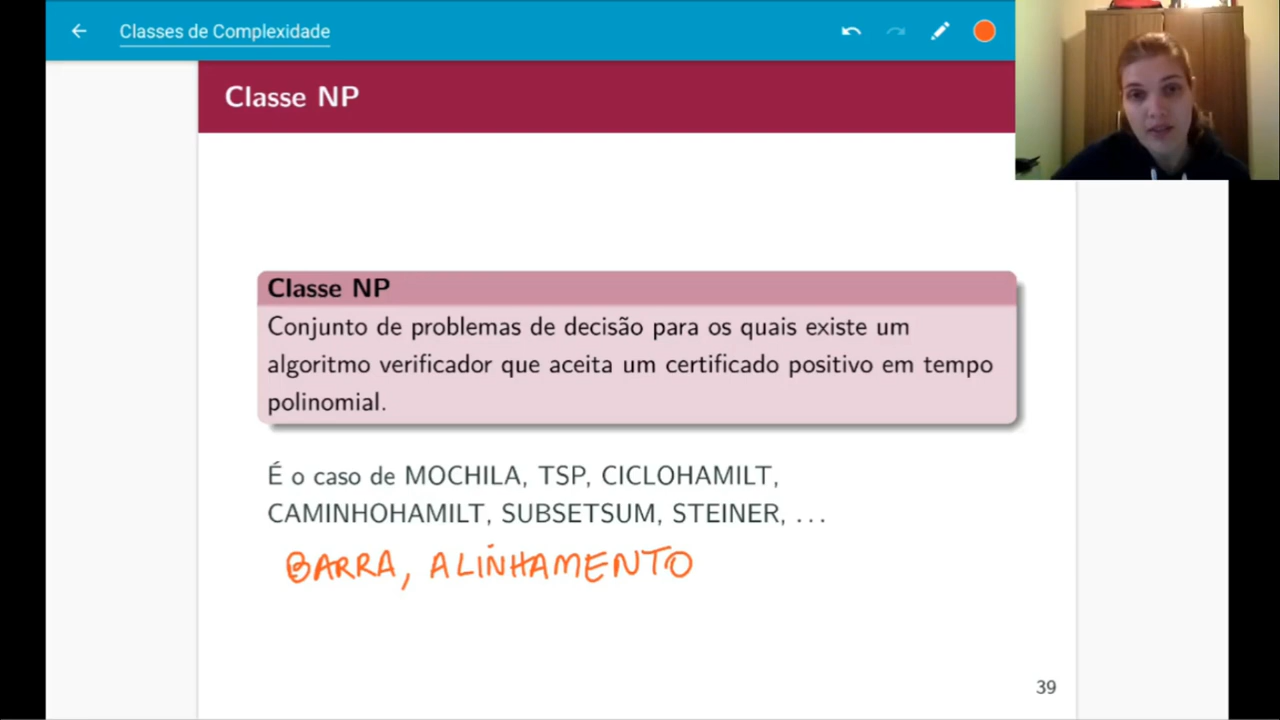 Classes de Complexidade
Classe NP
Classe NP
Conjunto de problemas de decisão para os quais existe um
algoritmo verificador que aceita um certificado positivo em tempo
polinomial.
É o caso de MOCHILA, TSP, CICLOHAMILT,
CAMINHOHAMILT, SUBSETSUM, STEINER, ...
BARRA, ALINHAMENTO
39